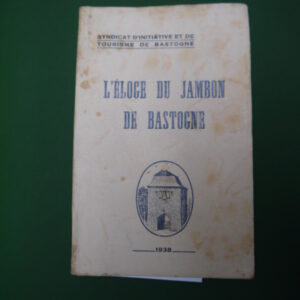 SYNDICAT D'INITIATIVE ET DE
TOURISME DE BASTOGNE
L'ÉLOGE DU JAMBON
DE BASTOGNE
1938